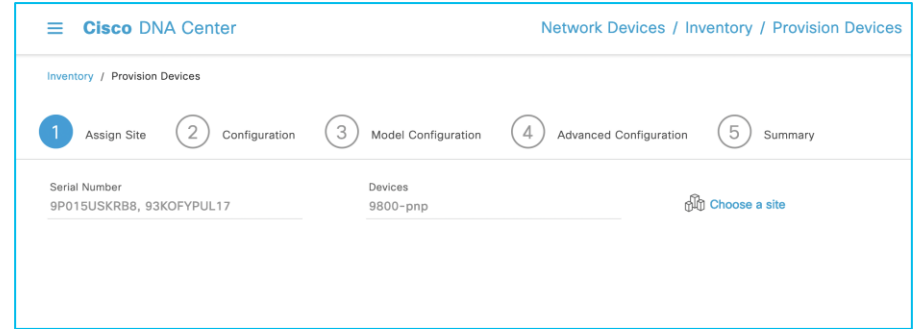 Cisco DNA Center
Network Devices / Inventory / Provision Devices
Inventory / Provision Devices
1 Assign Site 2 Configuration 3 Model Configuration 4 Advanced Configuration 5 Summary
Serial Number Devices
9P015USKRB8, 93KOFYPUL17 9800-pnp Choose a site